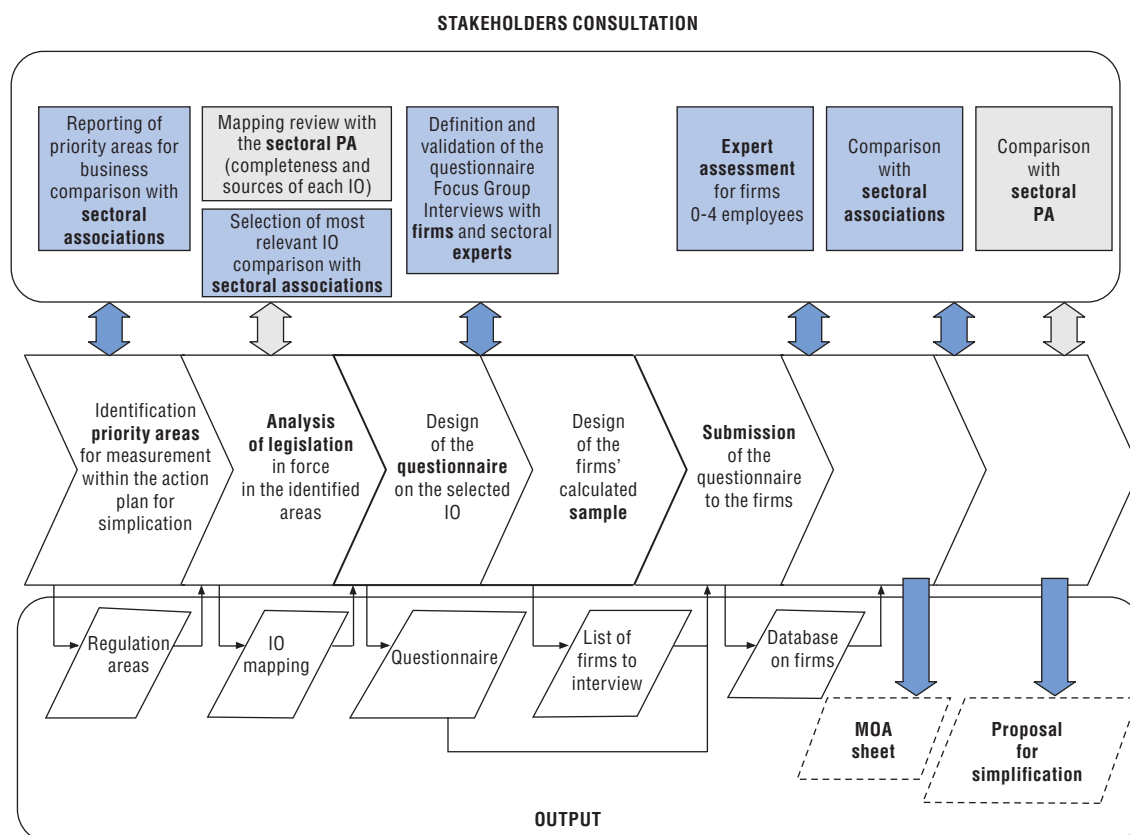 STAKEHOLDERS CONSULTATION
Reporting of
priority areas for
business
comparison with
sectoral
associations
Mapping review with
the sectoral PA
(completeness and
sources of each IO)
Selection of most
relevant IO
comparison with
sectoral associations
Definition and
validation of the
questionnaire
Focus Group
Interviews with
firms and sectoral
experts
Expert
assessment
for firms
0-4 employees
Comparison
with
sectoral
associations
Comparison
with
sectoral
PA
Identification
priority areas
for measurement
within the action
plan for
simplication
Analysis
of legislation
in force
in the identified
areas
Design
of the
questionnaire
on the selected
IO
Design
of the
firms'
calculated
sample
Submission
of the
questionnaire
to the firms
Regulation
areas
IO
mapping
Questionnaire
List of
firms to
interview
Database
on firms
MOA
sheet
Proposal
for
simplification
OUTPUT